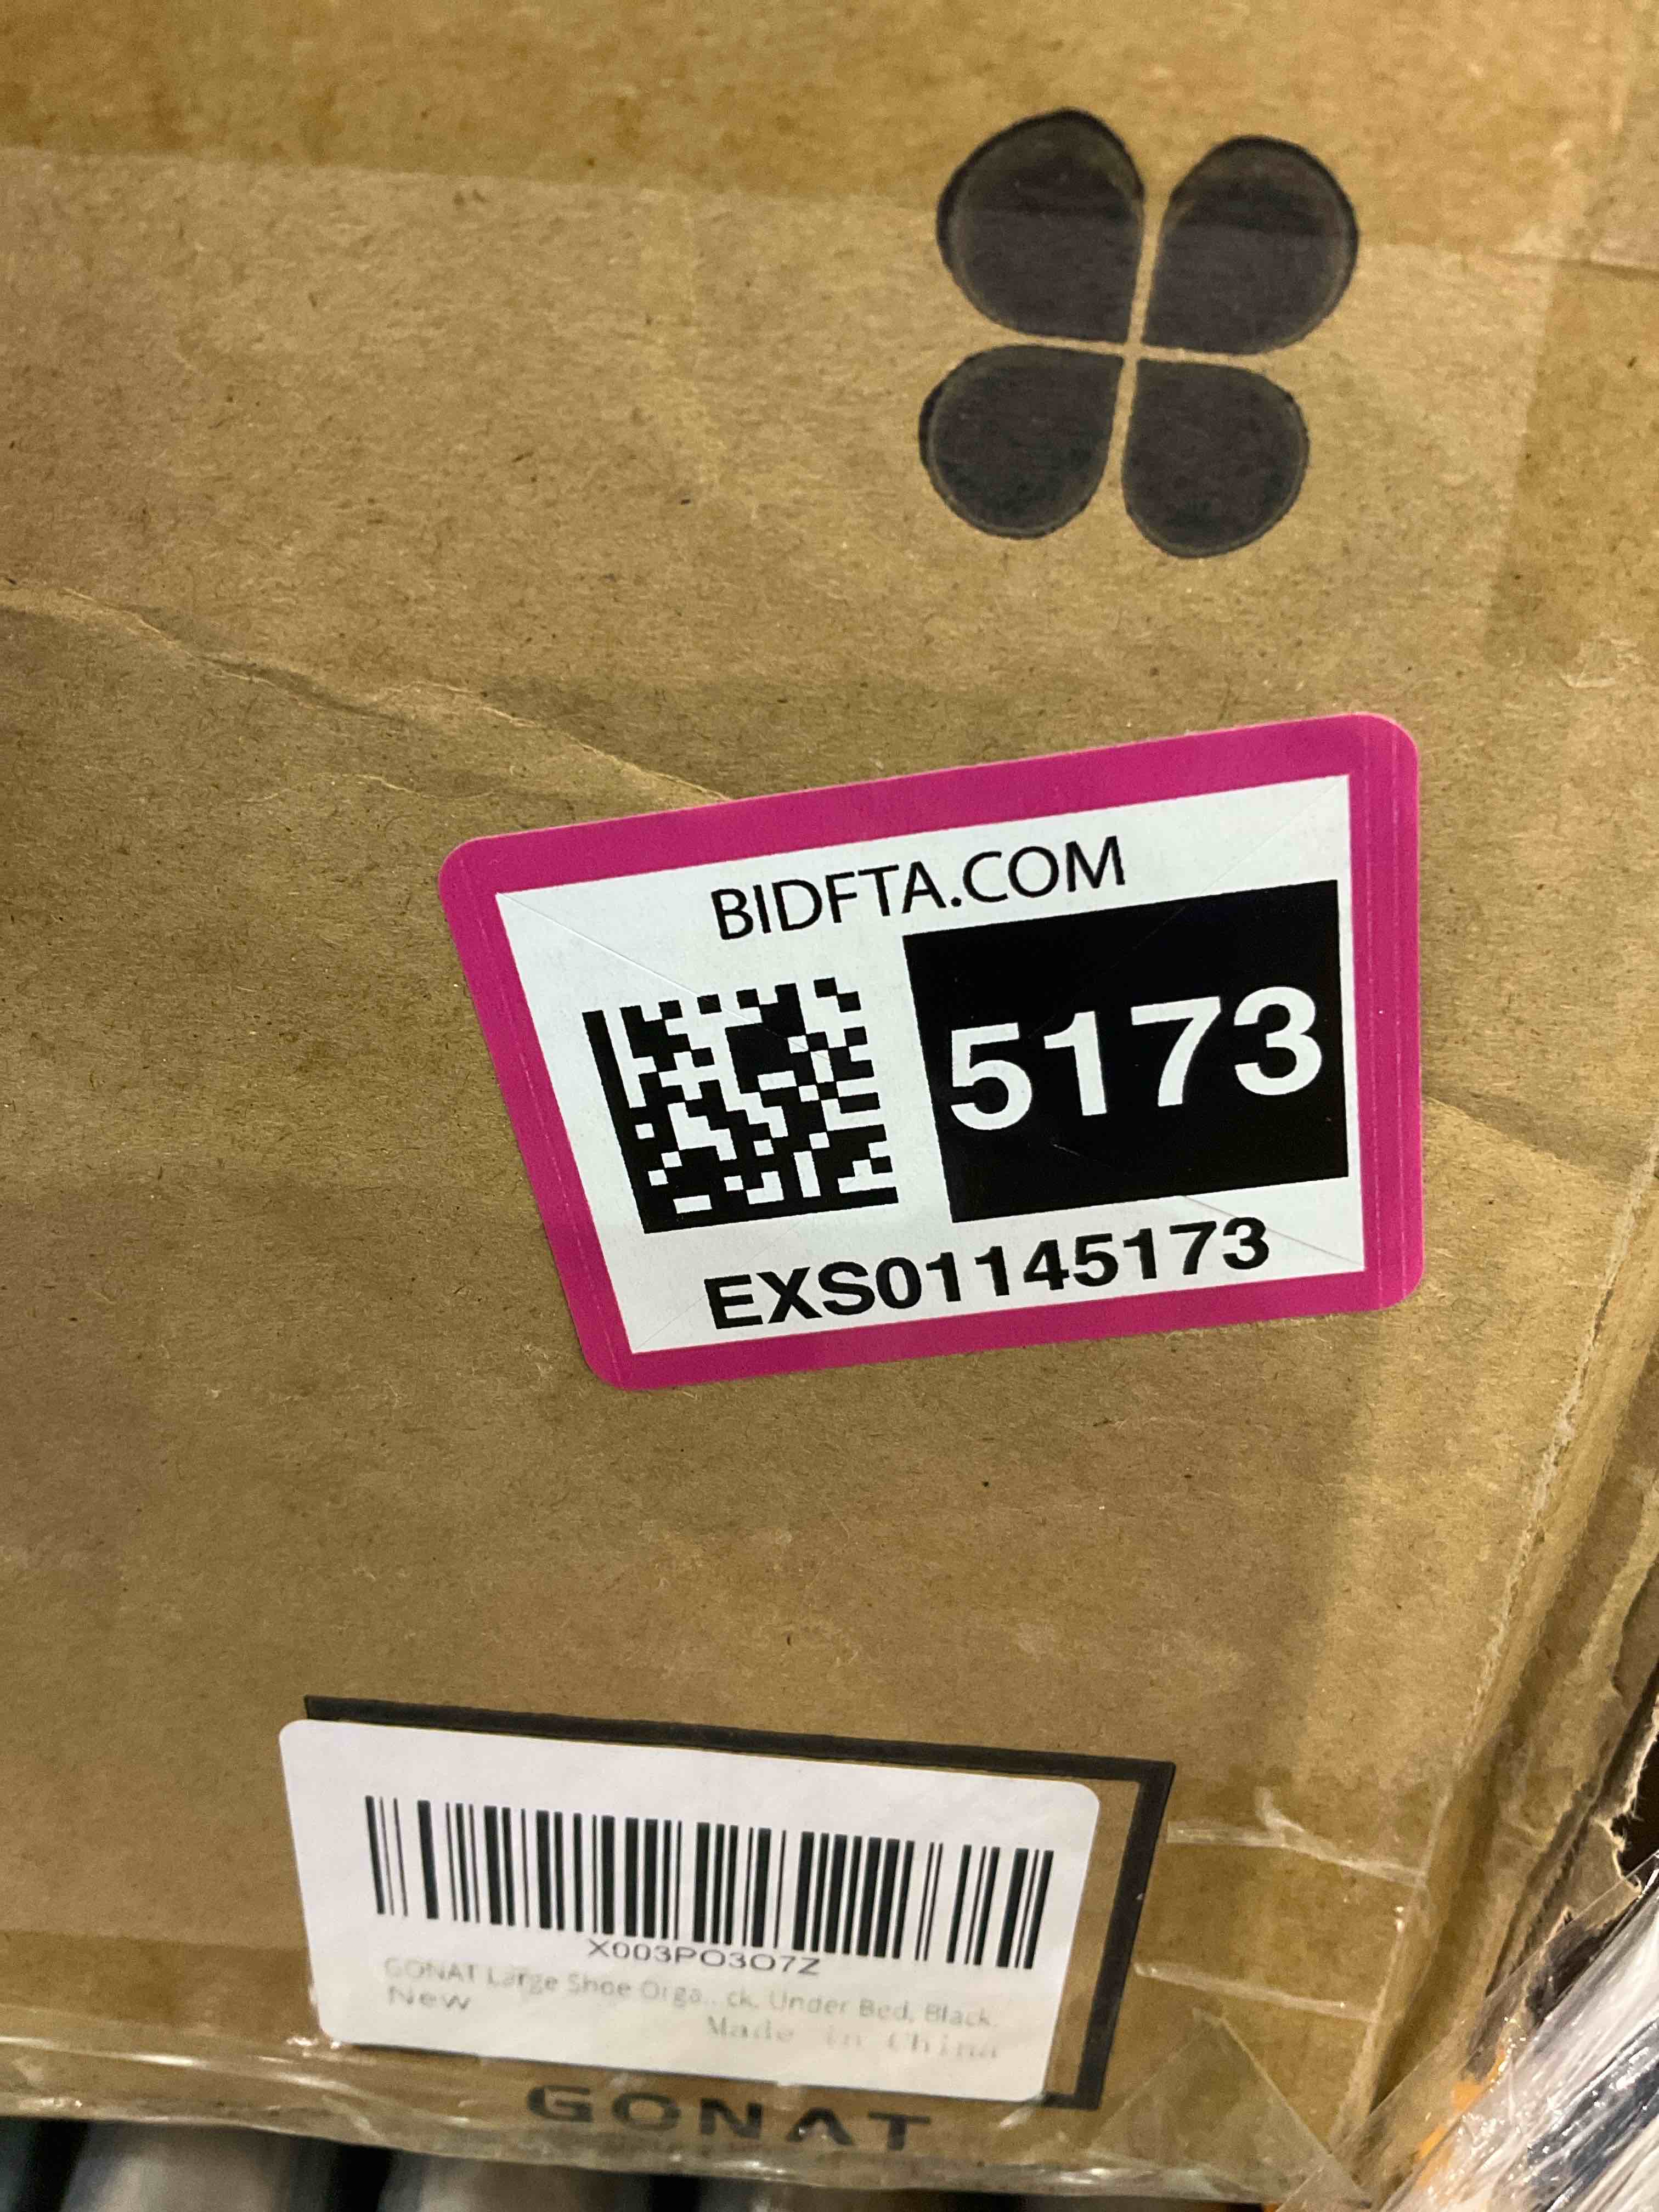 BIDFTA.COM
5173
EXS01145173
X003PO3O7Z
GONAT Large Shoe Orga.. ck, Under Bed, Black.
New
Made in China
GONAT